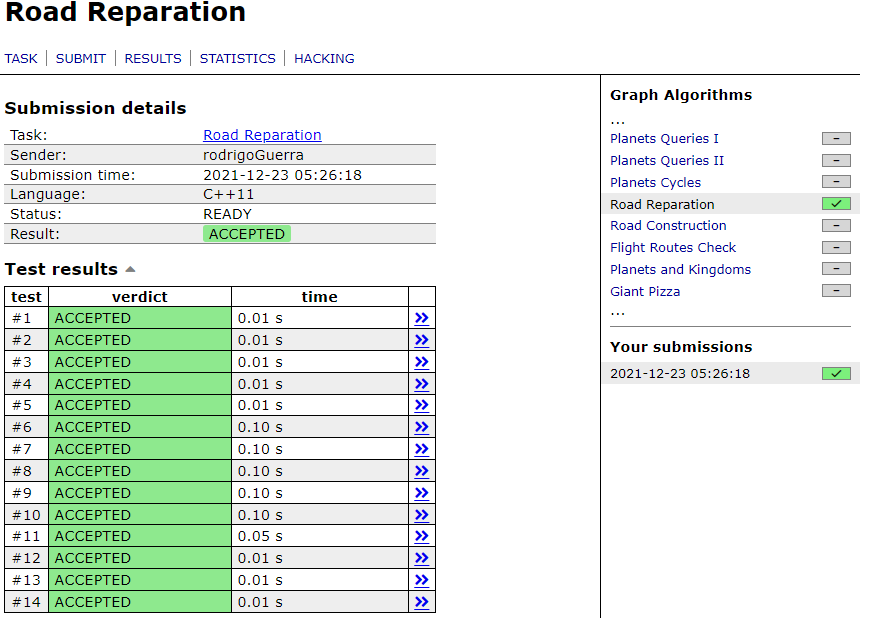 Road Reparation
TASK | SUBMIT | RESULTS | STATISTICS | HACKING
Submission details
Task: Road Reparation
Sender: rodrigoGuerra
Submission time: 2021-12-23 05:26:18
Language: C++11
Status: READY
Result: ACCEPTED
Test results
test verdict time
#1 ACCEPTED 0.01 s »
#2 ACCEPTED 0.01 s »
#3 ACCEPTED 0.01 s »
#4 ACCEPTED 0.01 s »
#5 ACCEPTED 0.01 s »
#6 ACCEPTED 0.10 s »
#7 ACCEPTED 0.10 s »
#8 ACCEPTED 0.10 s »
#9 ACCEPTED 0.10 s »
#10 ACCEPTED 0.10 s »
#11 ACCEPTED 0.05 s »
#12 ACCEPTED 0.01 s »
#13 ACCEPTED 0.01 s »
#14 ACCEPTED 0.01 s »
Graph Algorithms
...
Planets Queries I –
Planets Queries II –
Planets Cycles –
Road Reparation ✓
Road Construction –
Flight Routes Check –
Planets and Kingdoms –
Giant Pizza –
...
Your submissions
2021-12-23 05:26:18 ✓